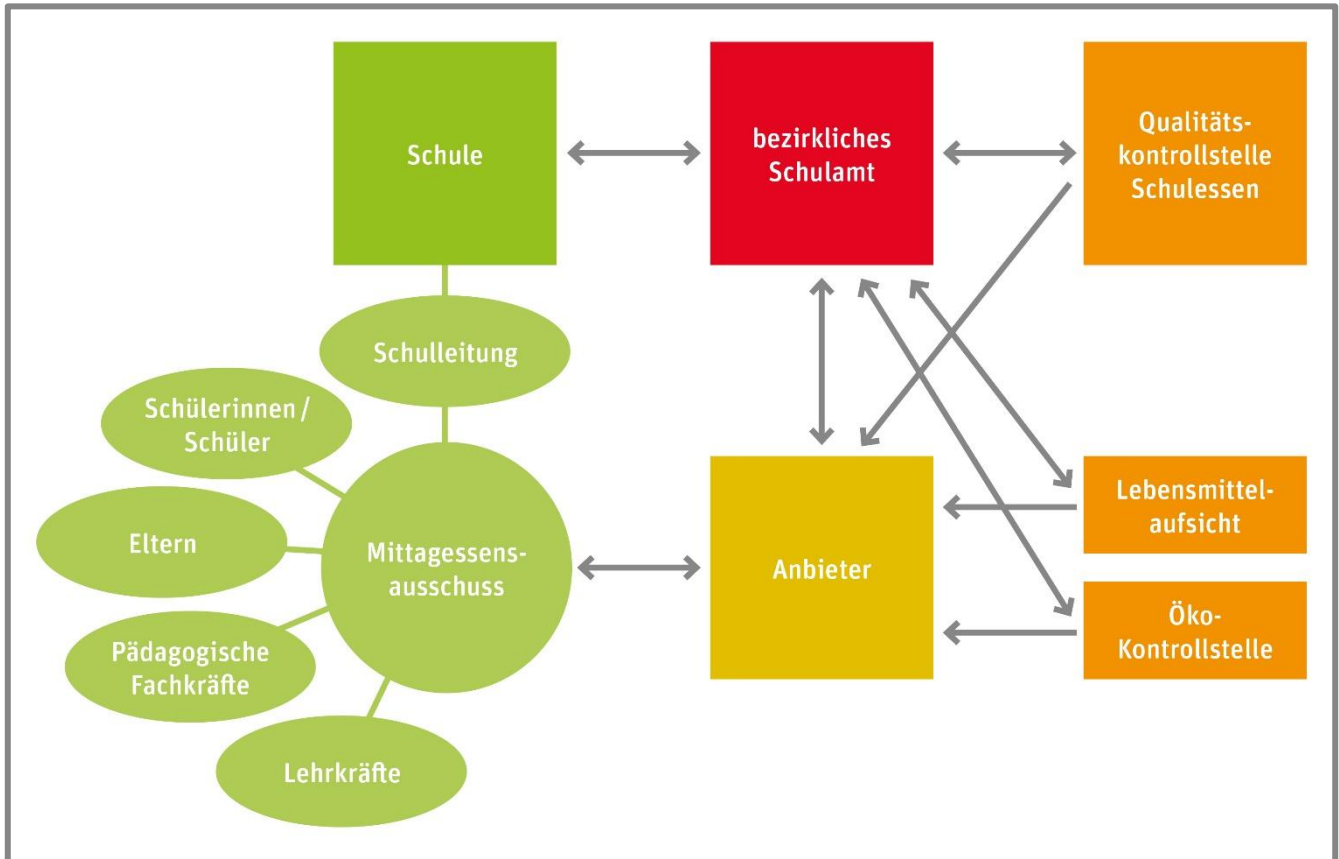 Schule
bezirkliches
Schulamt
Qualitäts-
kontrollstelle
Schulessen
Schulleitung
Schülerinnen /
Schüler
Eltern
Mittagessens-
ausschuss
Pädagogische
Fachkräfte
Lehrkräfte
Anbieter
Lebensmittel-
aufsicht
Öko-
Kontrollstelle